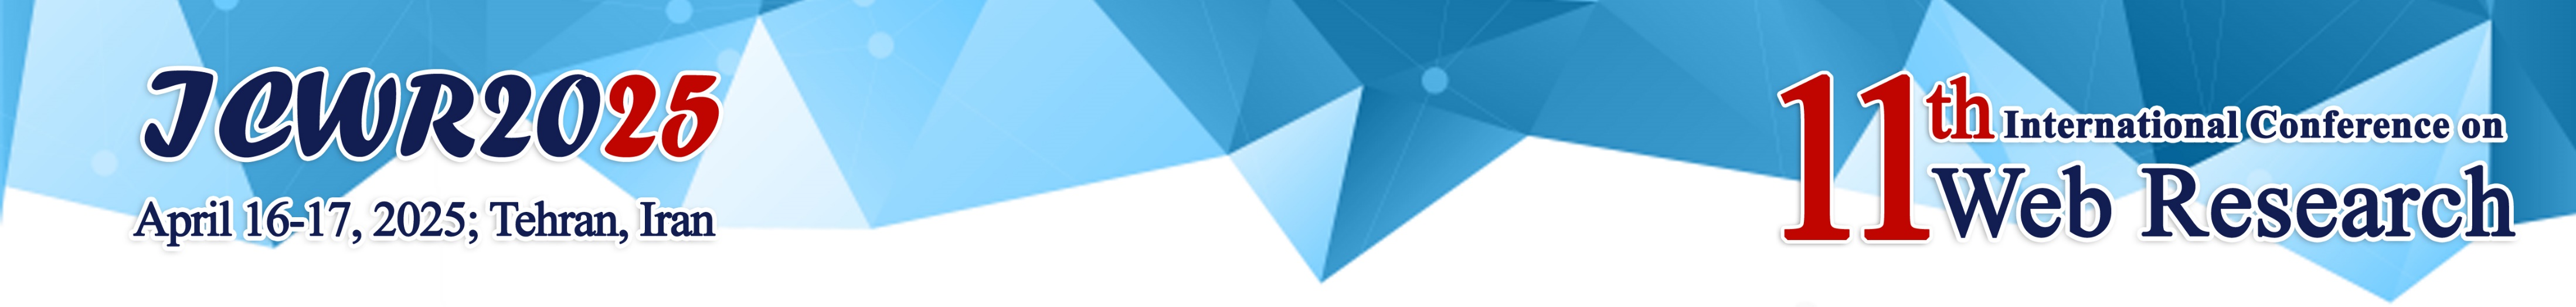 ICWR2025
April 16-17, 2025; Tehran, Iran
11th International Conference on
Web Research